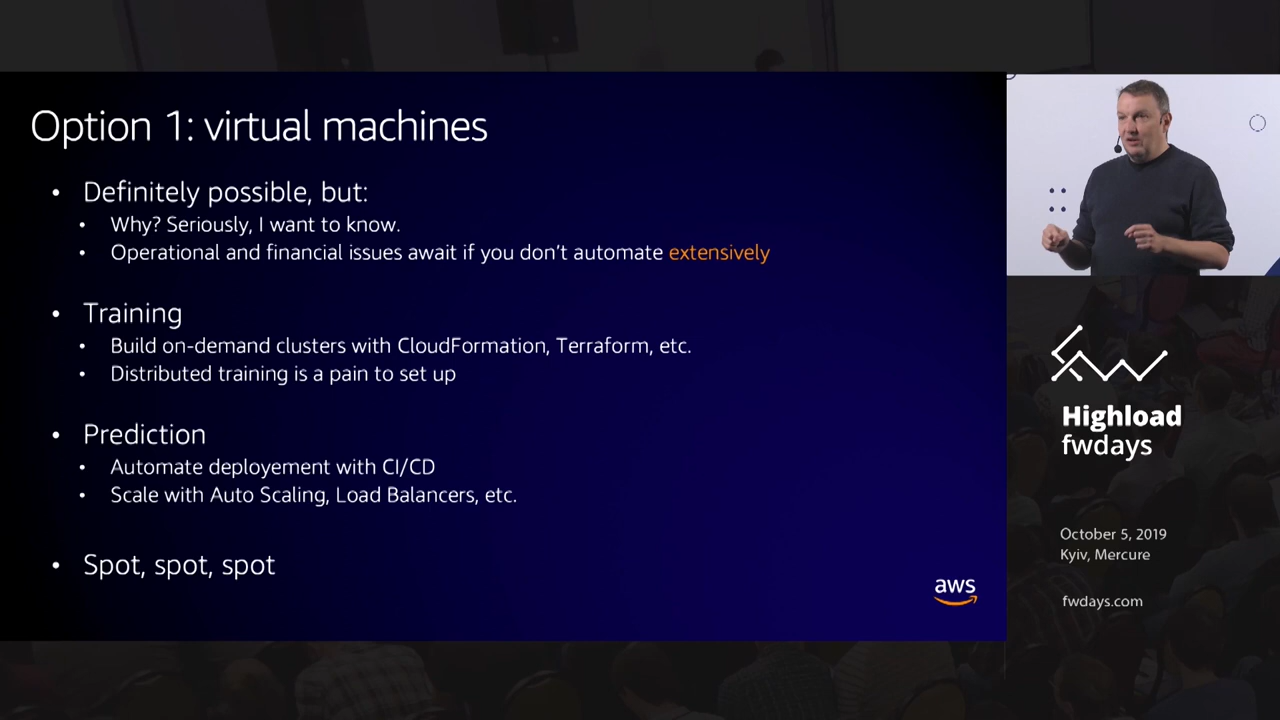 Option 1: virtual machines
• Definitely possible, but:
• Why? Seriously, I want to know.
• Operational and financial issues await if you don't automate extensively
• Training
• Build on-demand clusters with CloudFormation, Terraform, etc.
• Distributed training is a pain to set up
• Prediction
• Automate deployement with CI/CD
• Scale with Auto Scaling, Load Balancers, etc.
• Spot, spot, spot
aws
Highload
fwdays
October 5, 2019
Kyiv, Mercure
fwdays.com